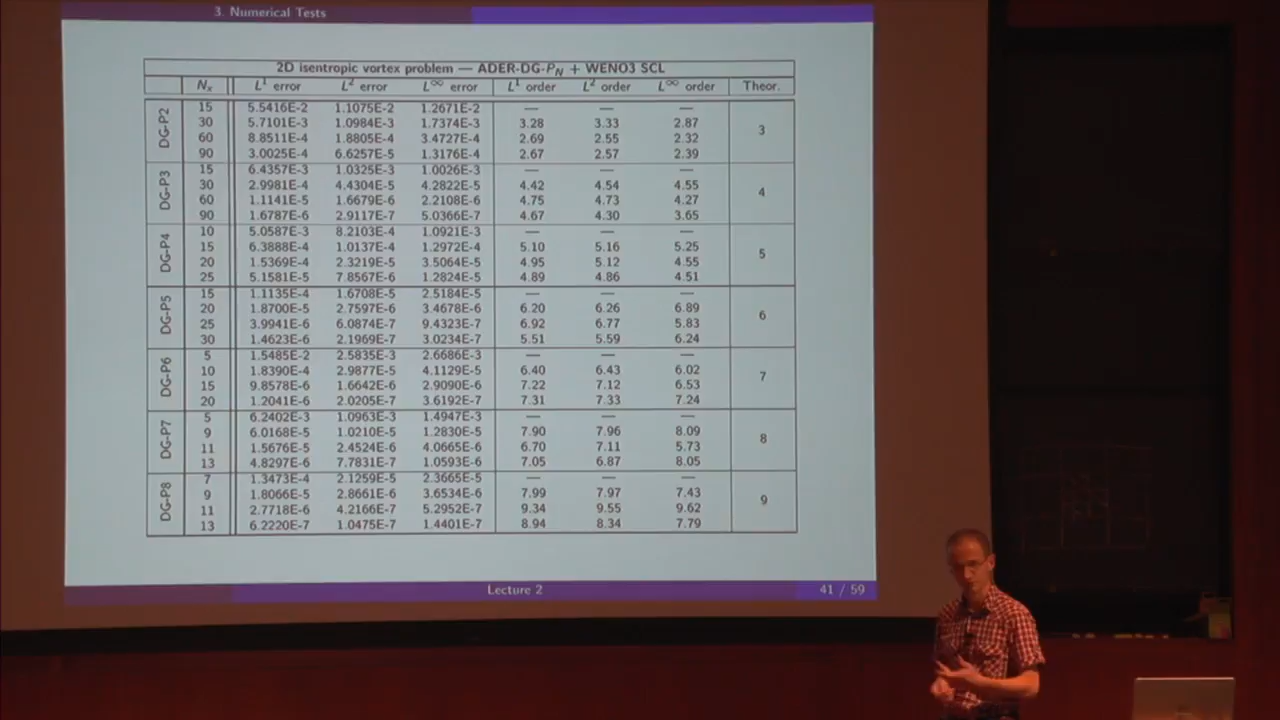 3. Numerical Tests
2D isentropic vortex problem — ADER-DG-P_N + WENO3 SCL
N_x L^1 error L^2 error L^∞ error L^1 order L^2 order L^∞ order Theor.
DG-P2
15 5.5416E-2 1.1075E-2 1.2671E-2 — — —
30 5.7101E-3 1.0984E-3 1.7374E-3 3.28 3.33 2.87
60 8.8511E-4 1.8805E-4 3.4727E-4 2.69 2.55 2.32
90 3.0025E-4 6.6257E-5 1.3176E-4 2.67 2.57 2.39
3
DG-P3
15 6.4357E-3 1.0325E-3 1.0026E-3 — — —
30 2.9981E-4 4.4304E-5 4.2822E-5 4.42 4.54 4.55
60 1.1141E-5 1.6679E-6 2.2108E-6 4.75 4.73 4.27
90 1.6787E-6 2.9117E-7 5.0366E-7 4.67 4.30 3.65
4
DG-P4
10 5.0587E-3 8.2103E-4 1.0921E-3 — — —
15 6.3888E-4 1.0137E-4 1.2972E-4 5.10 5.16 5.25
20 1.5369E-4 2.3219E-5 3.5064E-5 4.95 5.12 4.55
25 5.1581E-5 7.8567E-6 1.2824E-5 4.89 4.86 4.51
5
DG-P5
15 1.1135E-4 1.6708E-5 2.5184E-5 — — —
20 1.8700E-5 2.7597E-6 3.4678E-6 6.20 6.26 6.89
25 3.9941E-6 6.0874E-7 9.4323E-7 6.92 6.77 5.83
30 1.4623E-6 2.1969E-7 3.0234E-7 5.51 5.59 6.24
6
DG-P6
5 1.5485E-2 2.5835E-3 2.6686E-3 — — —
10 1.8390E-4 2.9877E-5 4.1129E-5 6.40 6.43 6.02
15 9.8578E-6 1.6642E-6 2.9090E-6 7.22 7.12 6.53
20 1.2041E-6 2.0205E-7 3.6192E-7 7.31 7.33 7.24
7
DG-P7
5 6.2402E-3 1.0963E-3 1.4947E-3 — — —
9 6.0168E-5 1.0210E-5 1.2830E-5 7.90 7.96 8.09
11 1.5676E-5 2.4524E-6 4.0665E-6 6.70 7.11 5.73
13 4.8297E-6 7.7831E-7 1.0593E-6 7.05 6.87 8.05
8
DG-P8
7 1.3473E-4 2.1259E-5 2.3665E-5 — — —
9 1.8066E-5 2.8661E-6 3.6534E-6 7.99 7.97 7.43
11 2.7718E-6 4.2166E-7 5.2952E-7 9.34 9.55 9.62
13 6.2220E-7 1.0475E-7 1.4401E-7 8.94 8.34 7.79
9
Lecture 2
41 / 59